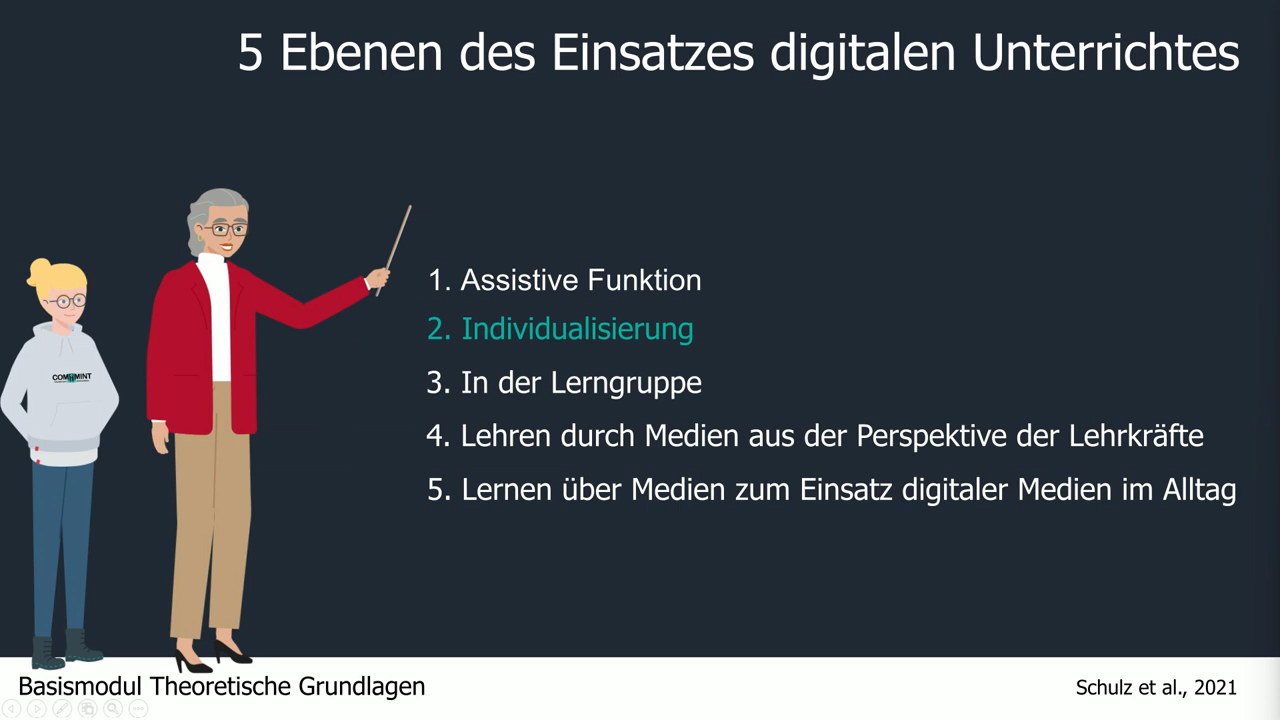 5 Ebenen des Einsatzes digitalen Unterrichtes
1. Assistive Funktion
2. Individualisierung
3. In der Lerngruppe
4. Lehren durch Medien aus der Perspektive der Lehrkräfte
5. Lernen über Medien zum Einsatz digitaler Medien im Alltag
Basismodul Theoretische Grundlagen
Schulz et al., 2021